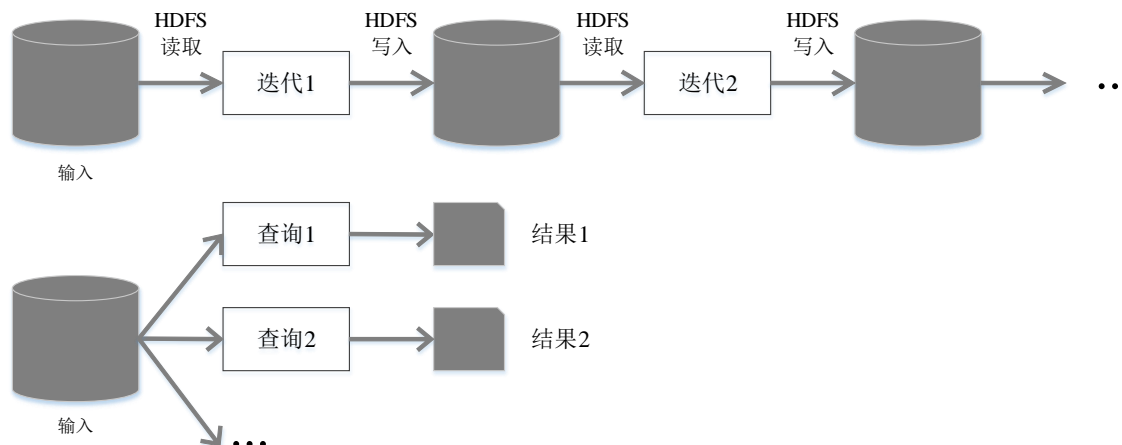 HDFS
读取
HDFS
写入
HDFS
读取
HDFS
写入
迭代1
迭代2
..
输入
查询1
结果1
查询2
结果2
输入
...